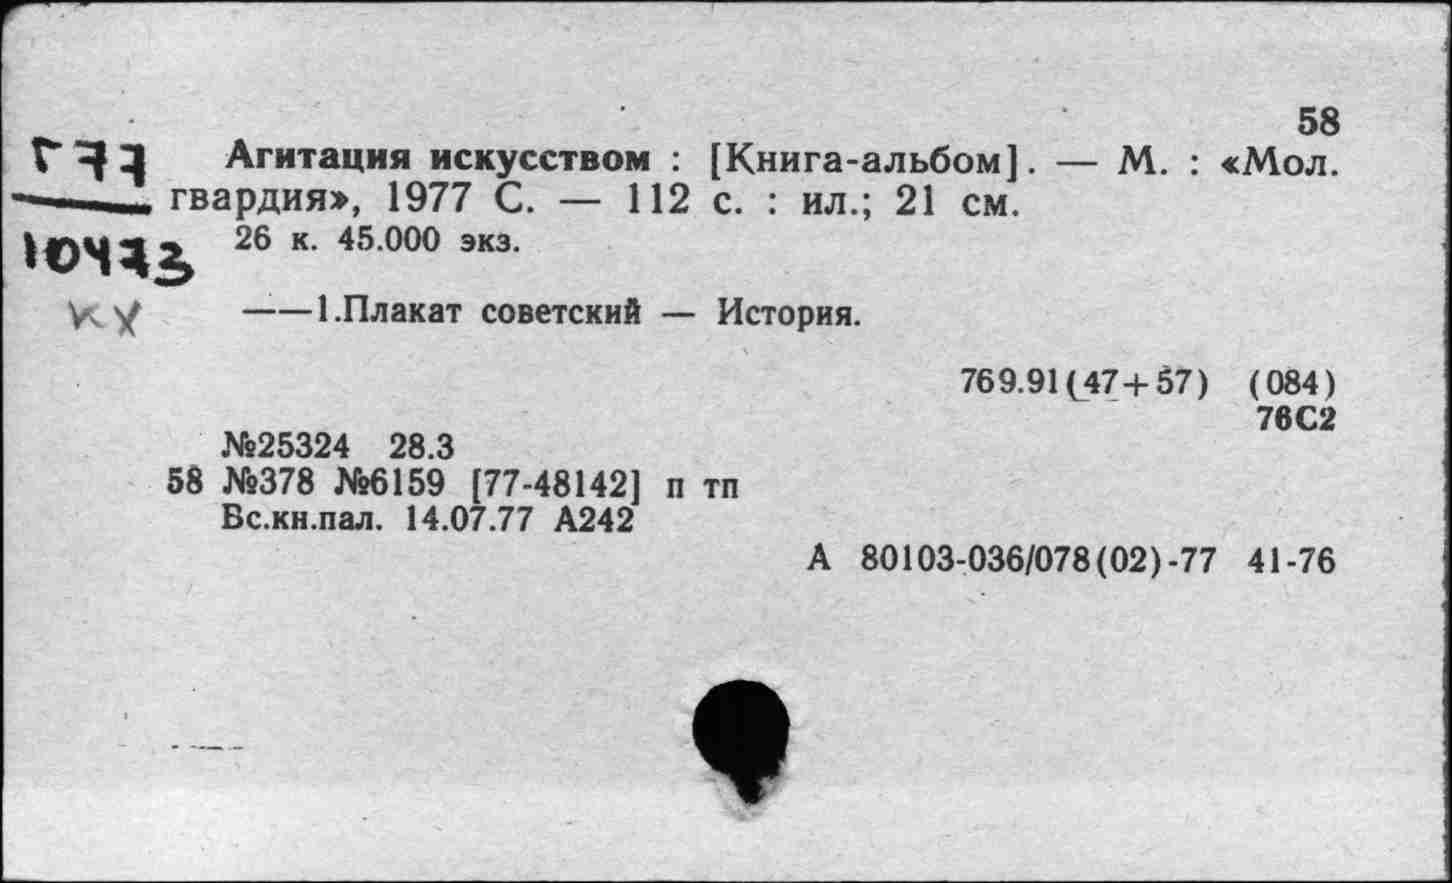 58
Г77 Агитация искусством : [Книга-альбом]. — М. : «Мол.
гвардия», 1977 С. — 112 с. : ил.; 21 см.
10473 26 к. 45.000 экз.
КХ ——1.Плакат советский — История.
769.91(47+57) (084)
76С2
№25324 28.3
58 №378 №6159 [77-48142] п тп
Вс.кн.пал. 14.07.77 А242
А 80103-036/078(02)-77 41-76